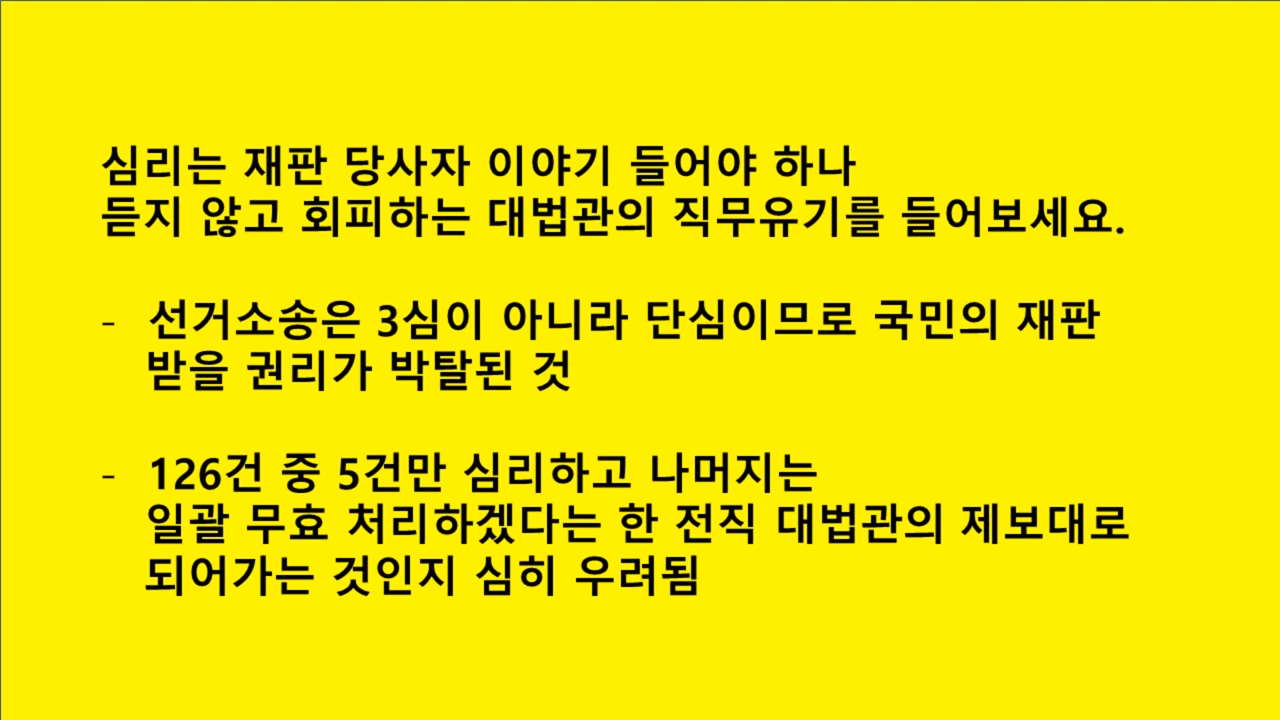 심리는 재판 당사자 이야기 들어야 하나
듣지 않고 회피하는 대법관의 직무유기를 들어보세요.
- 선거소송은 3심이 아니라 단심이므로 국민의 재판
받을 권리가 박탈된 것
- 126건 중 5건만 심리하고 나머지는
일괄 무효 처리하겠다는 한 전직 대법관의 제보대로
되어가는 것인지 심히 우려됨